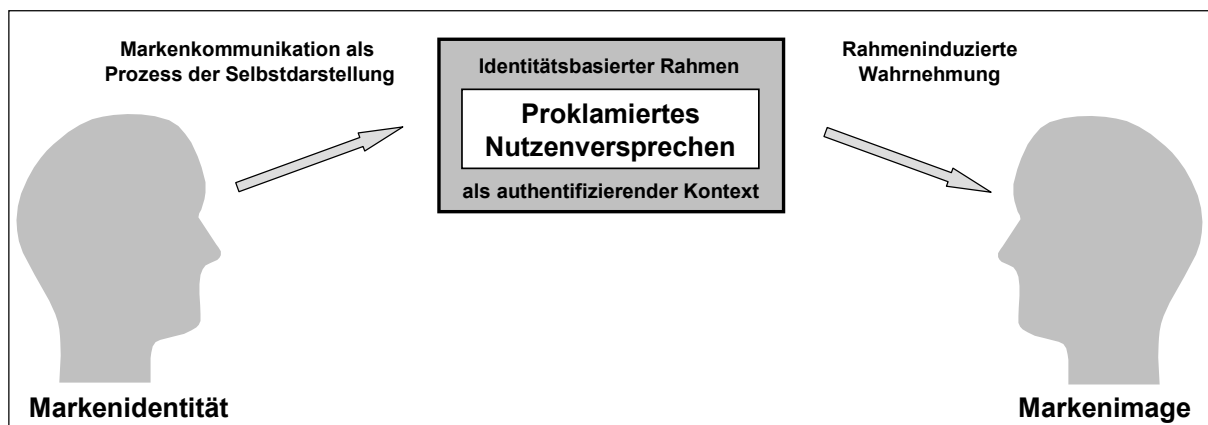 Markenkommunikation als
Prozess der Selbstdarstellung
Identitätsbasierter Rahmen
Proklamiertes
Nutzenversprechen
als authentifizierender Kontext
Rahmeninduzierte
Wahrnehmung
Markenidentität
Markenimage